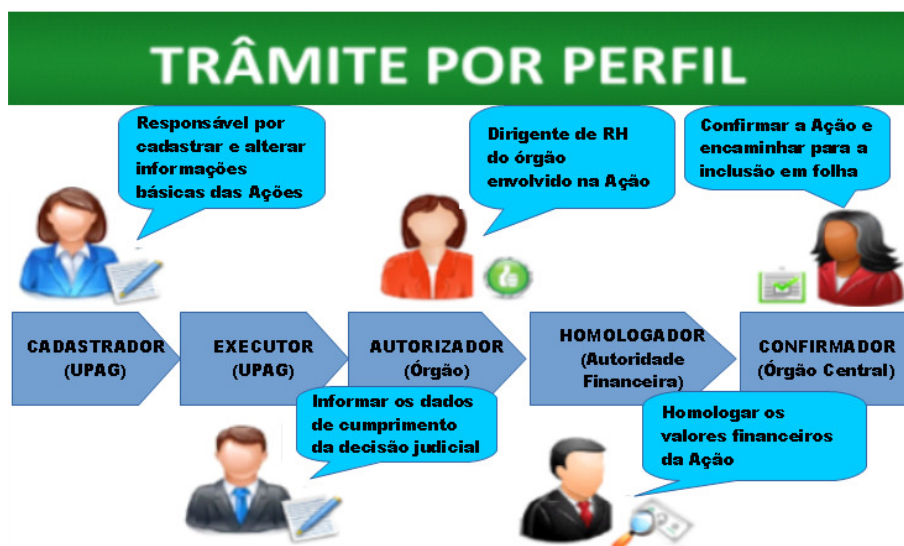 TRÂMITE POR PERFIL
Responsável por
cadastrar e alterar
informações
básicas das Ações
Dirigente de RH
do órgão
envolvido na Ação
Confirmar a Ação e
encaminhar para a
inclusão em folha
CADASTRADOR
(UPAG)
EXECUTOR
(UPAG)
AUTORIZADOR
(Órgão)
HOMOLOGADOR
(Autoridade
Financeira)
CONFIRMADOR
(Órgão Central)
Informar os dados
de cumprimento
da decisão judicial
Homologar os
valores financeiros
da Ação